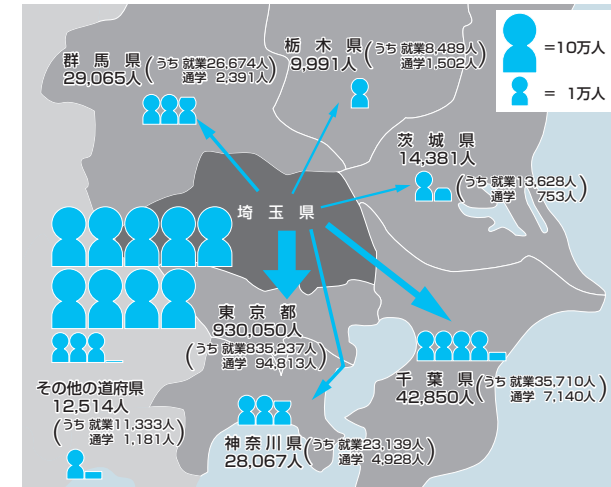 =10万人
= 1万人
群馬県
29,065人
(うち 就業26,674人
通学 2,391人)
栃木県
9,991人
(うち 就業8,489人
通学1,502人)
茨城県
14,381人
(うち 就業13,628人
通学 753人)
埼玉県
東京都
930,050人
(うち 就業835,237人
通学 94,813人)
千葉県
42,850人
(うち 就業35,710人
通学 7,140人)
その他の道府県
12,514人
(うち 就業11,333人
通学 1,181人)
神奈川県
28,067人
(うち 就業23,139人
通学 4,928人)